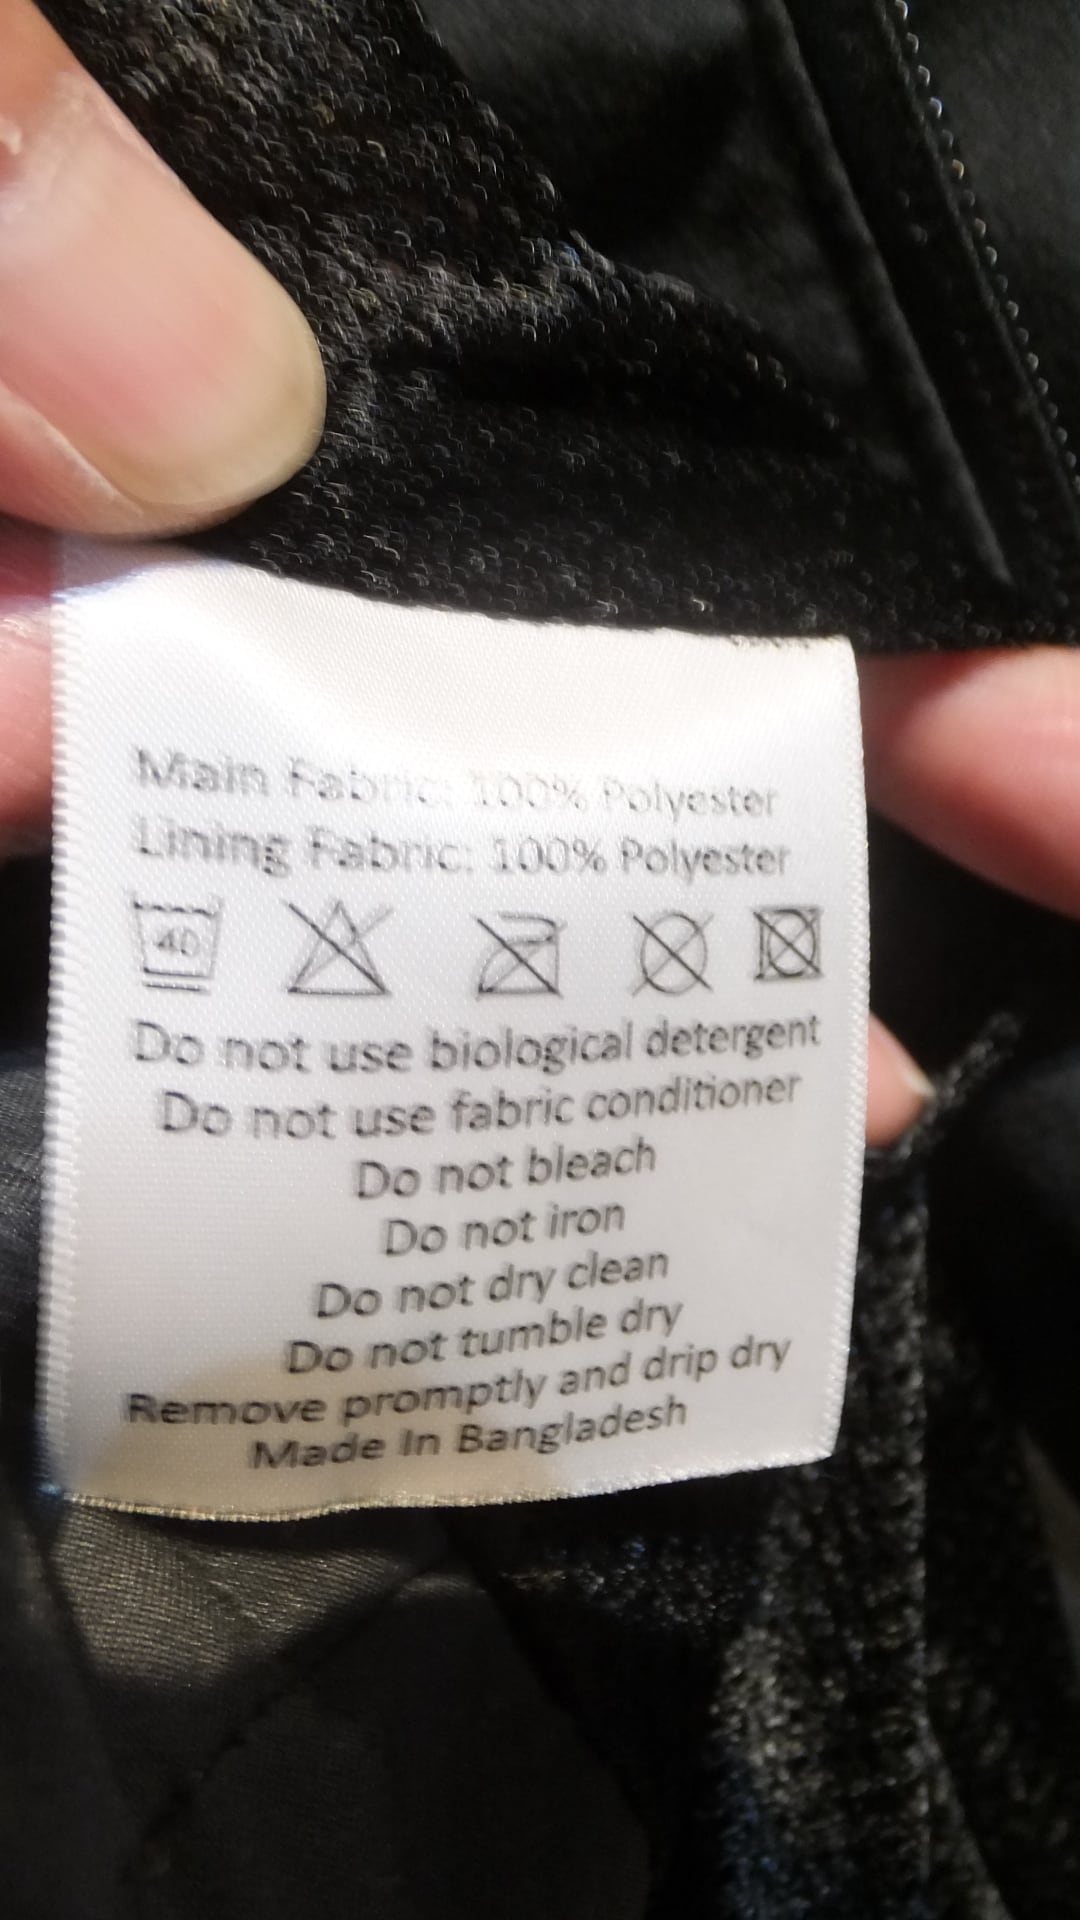 Main Fabric: 100% Polyester
Lining Fabric: 100% Polyester
40
Do not use biological detergent
Do not use fabric conditioner
Do not bleach
Do not iron
Do not dry clean
Do not tumble dry
Remove promptly and drip dry
Made In Bangladesh